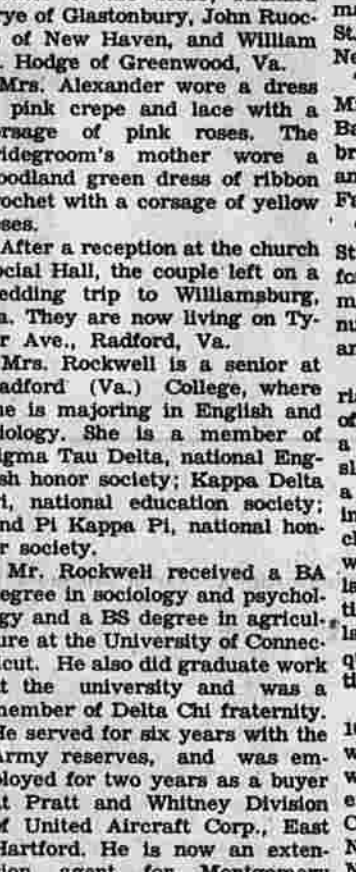 rye of Glastonbury, John Ruoc-
of New Haven, and William
. Hodge of Greenwood, Va.
Mrs. Alexander wore a dress
pink crepe and lace with a
orsage of pink roses. The
ridegroom's mother wore a
oodland green dress of ribbon
rochet with a corsage of yellow
ses.
After a reception at the church
ocial Hall, the couple left on a
edding trip to Williamsburg,
a. They are now living on Ty-
r Ave., Radford, Va.
Mrs. Rockwell is a senior at
adford (Va.) College, where
he is majoring in English and
iology. She is a member of
igma Tau Delta, national Eng-
sh honor society; Kappa Delta
i, national education society;
nd Pi Kappa Pi, national hon-
r society.
Mr. Rockwell received a BA
egree in sociology and psychol-
gy and a BS degree in agricul-
ure at the University of Connec-
icut. He also did graduate work
t the university and was a
member of Delta Chi fraternity.
He served for six years with the
Army reserves, and was em-
ployed for two years as a buyer
t Pratt and Whitney Division
f United Aircraft Corp., East
Hartford. He is now an exten-
sion agent for Montgomery